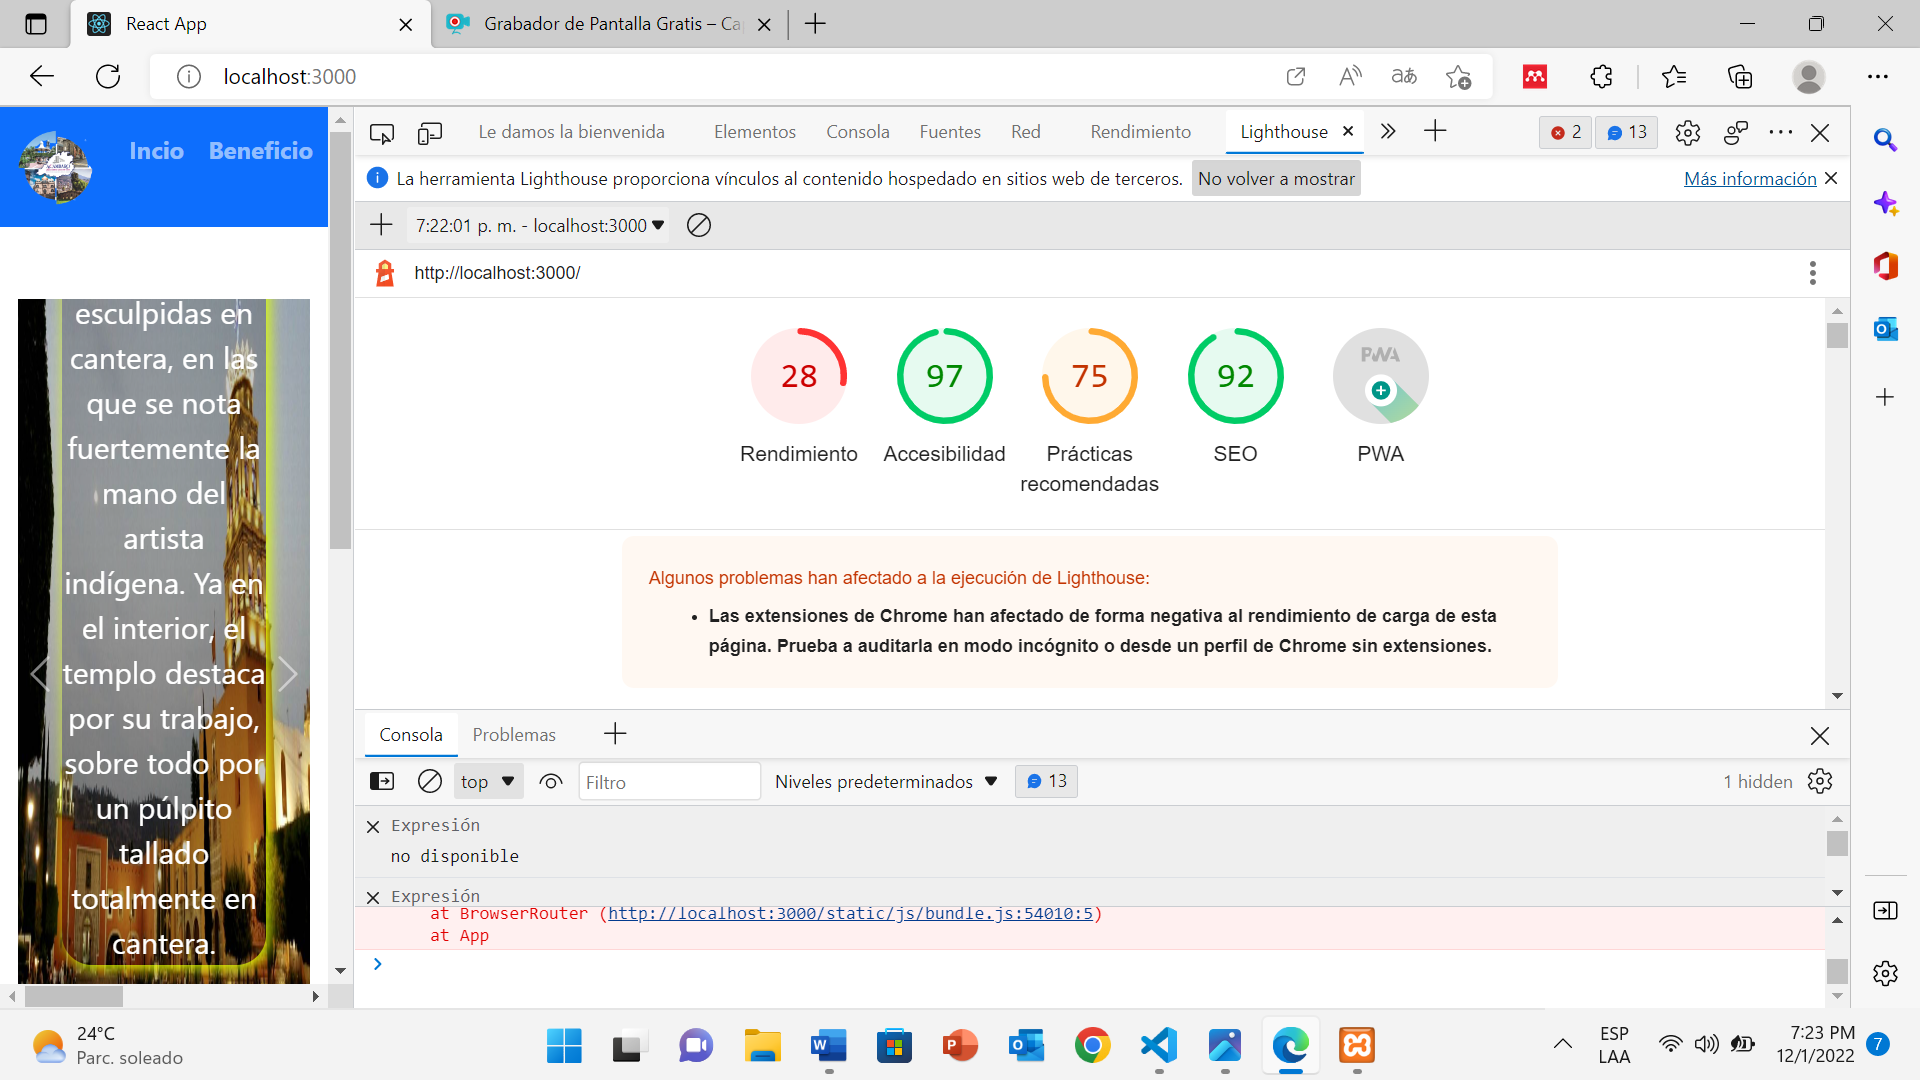 React App
Grabador de Pantalla Gratis – Ca
localhost:3000
Incio Beneficio
esculpidas en
cantera, en las
que se nota
fuertemente la
mano del
artista
indígena. Ya en
el interior, el
templo destaca
por su trabajo,
sobre todo por
un púlpito
tallado
totalmente en
cantera.
Le damos la bienvenida Elementos Consola Fuentes Red Rendimiento Lighthouse 2 13
La herramienta Lighthouse proporciona vínculos al contenido hospedado en sitios web de terceros. No volver a mostrar Más información
7:22:01 p. m. - localhost:3000
http://localhost:3000/
28 97 75 92 PWA
Rendimiento Accesibilidad Prácticas recomendadas SEO PWA
Algunos problemas han afectado a la ejecución de Lighthouse:
• Las extensiones de Chrome han afectado de forma negativa al rendimiento de carga de esta
página. Prueba a auditarla en modo incógnito o desde un perfil de Chrome sin extensiones.
Consola Problemas
top Filtro Niveles predeterminados 13 1 hidden
Expresión
no disponible
Expresión
at BrowserRouter (http://localhost:3000/static/js/bundle.js:54010:5)
at App
24°C
Parc. soleado
ESP
LAA
7:23 PM
12/1/2022
7